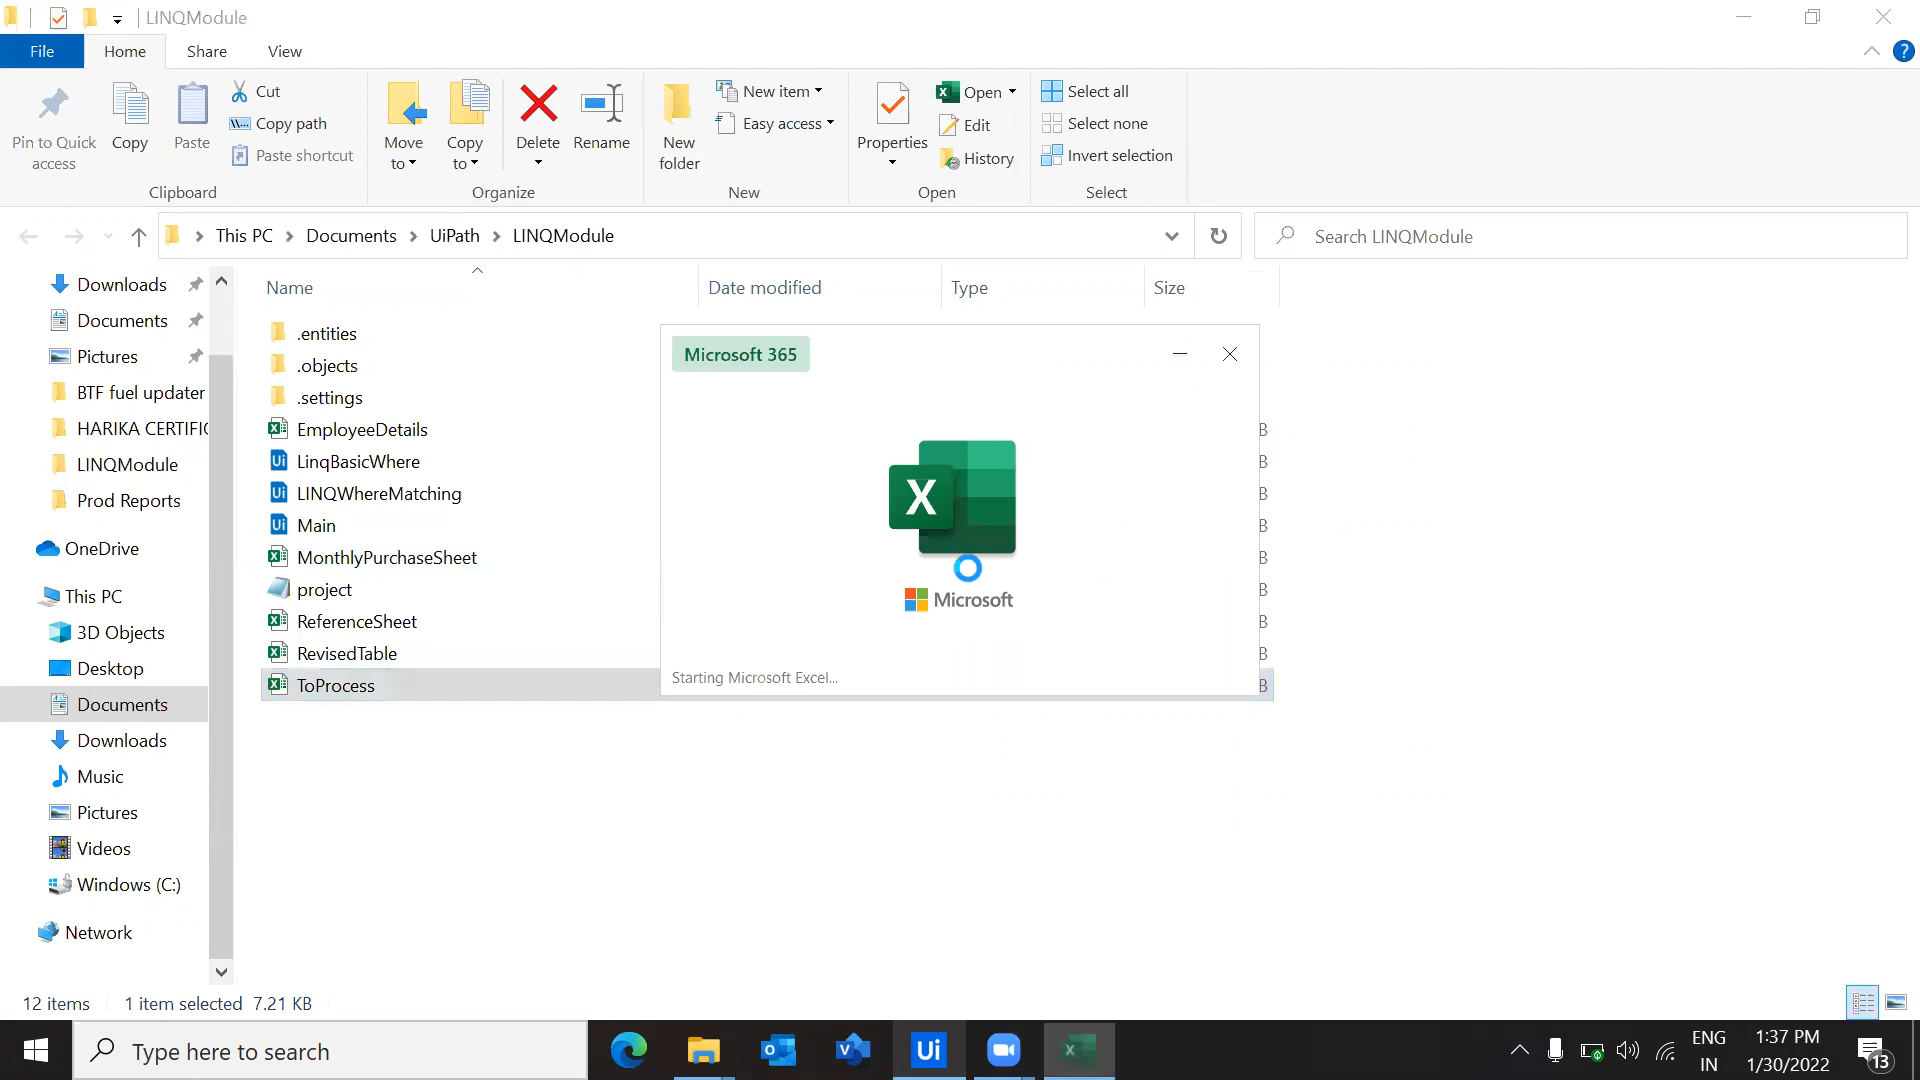 LINQModule
File Home Share View
Pin to Quick access
Copy
Paste
Cut
Copy path
Paste shortcut
Move to
Copy to
Delete
Rename
New folder
New item
Easy access
Properties
Open
Edit
History
Select all
Select none
Invert selection
Clipboard Organize New Open Select
This PC Documents UiPath LINQModule
Search LINQModule
Name Date modified Type Size
Downloads
Documents
Pictures
BTF fuel updater
HARIKA CERTIFIC
LINQModule
Prod Reports
OneDrive
This PC
3D Objects
Desktop
Documents
Downloads
Music
Pictures
Videos
Windows (C:)
Network
.entities
.objects
.settings
EmployeeDetails
LinqBasicWhere
LINQWhereMatching
Main
MonthlyPurchaseSheet
project
ReferenceSheet
RevisedTable
ToProcess
B
B
B
B
B
B
B
B
B
Microsoft 365
X
Microsoft
Starting Microsoft Excel...
12 items 1 item selected 7.21 KB
Type here to search
Ui
ENG
IN
1:37 PM
1/30/2022
13